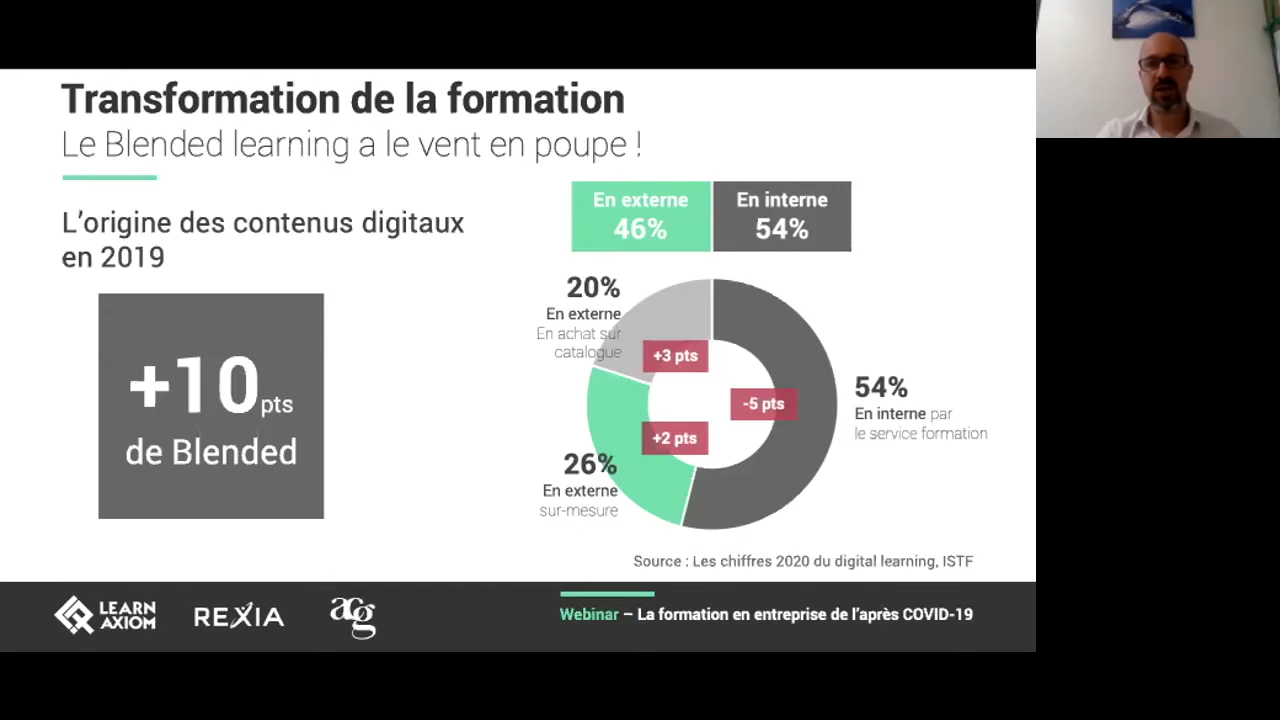 Transformation de la formation
Le Blended learning a le vent en poupe !
L'origine des contenus digitaux
en 2019
+10 pts
de Blended
En externe
46%
En interne
54%
20%
En externe
En achat sur
catalogue
+3 pts
-5 pts
+2 pts
54%
En interne par
le service formation
26%
En externe
sur-mesure
Source : Les chiffres 2020 du digital learning, ISTF
LEARN
AXIOM
REXIA
acg
Webinar – La formation en entreprise de l'après COVID-19